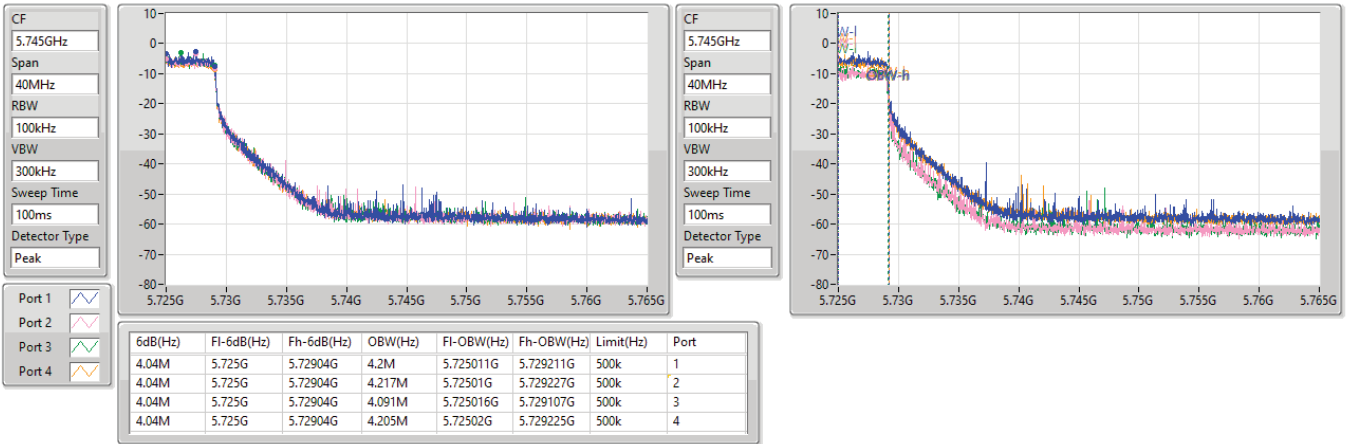 CF
5.745GHz
Span
40MHz
RBW
100kHz
VBW
300kHz
Sweep Time
100ms
Detector Type
Peak
10
0
-10
-20
-30
-40
-50
-60
-70
-80
5.725G 5.73G 5.735G 5.74G 5.745G 5.75G 5.755G 5.76G 5.765G
CF
5.745GHz
Span
40MHz
RBW
100kHz
VBW
300kHz
Sweep Time
100ms
Detector Type
Peak
10
0
-10
-20
-30
-40
-50
-60
-70
-80
OBW-h
5.725G 5.73G 5.735G 5.74G 5.745G 5.75G 5.755G 5.76G 5.765G
Port 1
Port 2
Port 3
Port 4
6dB(Hz) Fl-6dB(Hz) Fh-6dB(Hz) OBW(Hz) Fl-OBW(Hz) Fh-OBW(Hz) Limit(Hz) Port
4.04M 5.725G 5.72904G 4.2M 5.725011G 5.729211G 500k 1
4.04M 5.725G 5.72904G 4.217M 5.72501G 5.729227G 500k 2
4.04M 5.725G 5.72904G 4.091M 5.725016G 5.729107G 500k 3
4.04M 5.725G 5.72904G 4.205M 5.72502G 5.729225G 500k 4